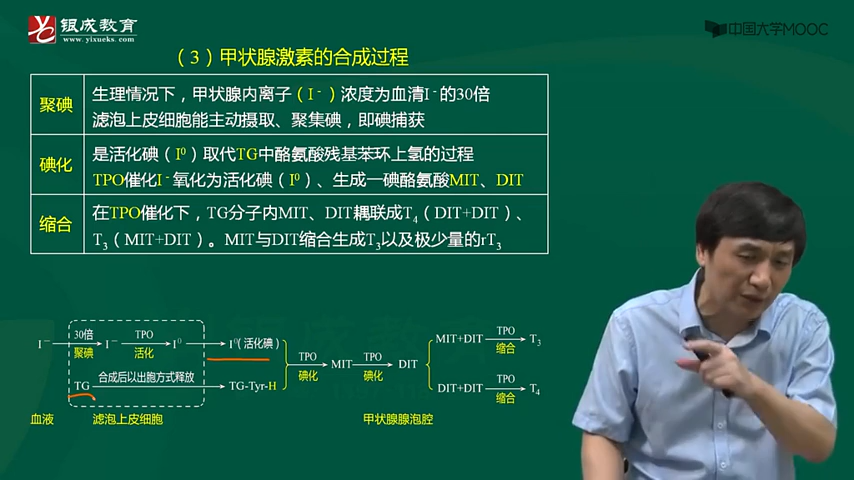 银成教育
www.yixueks.com
中国大学MOOC
（3）甲状腺激素的合成过程
聚碘
生理情况下，甲状腺内离子（I⁻）浓度为血清I⁻的30倍
滤泡上皮细胞能主动摄取、聚集碘，即碘捕获
碘化
是活化碘（I⁰）取代TG中酪氨酸残基苯环上氢的过程
TPO催化I⁻氧化为活化碘（I⁰）、生成一碘酪氨酸MIT、DIT
缩合
在TPO催化下，TG分子内MIT、DIT耦联成T₄（DIT+DIT）、
T₃（MIT+DIT）。MIT与DIT缩合生成T₃以及极少量的rT₃
I⁻ 30倍 聚碘 I⁻ TPO 活化 I⁰ I⁰（活化碘）
TG 合成后以出胞方式释放 TG-Tyr-H
TPO 碘化 MIT TPO 碘化 DIT
MIT+DIT TPO 缩合 T₃
DIT+DIT TPO 缩合 T₄
血液 滤泡上皮细胞 甲状腺腺泡腔